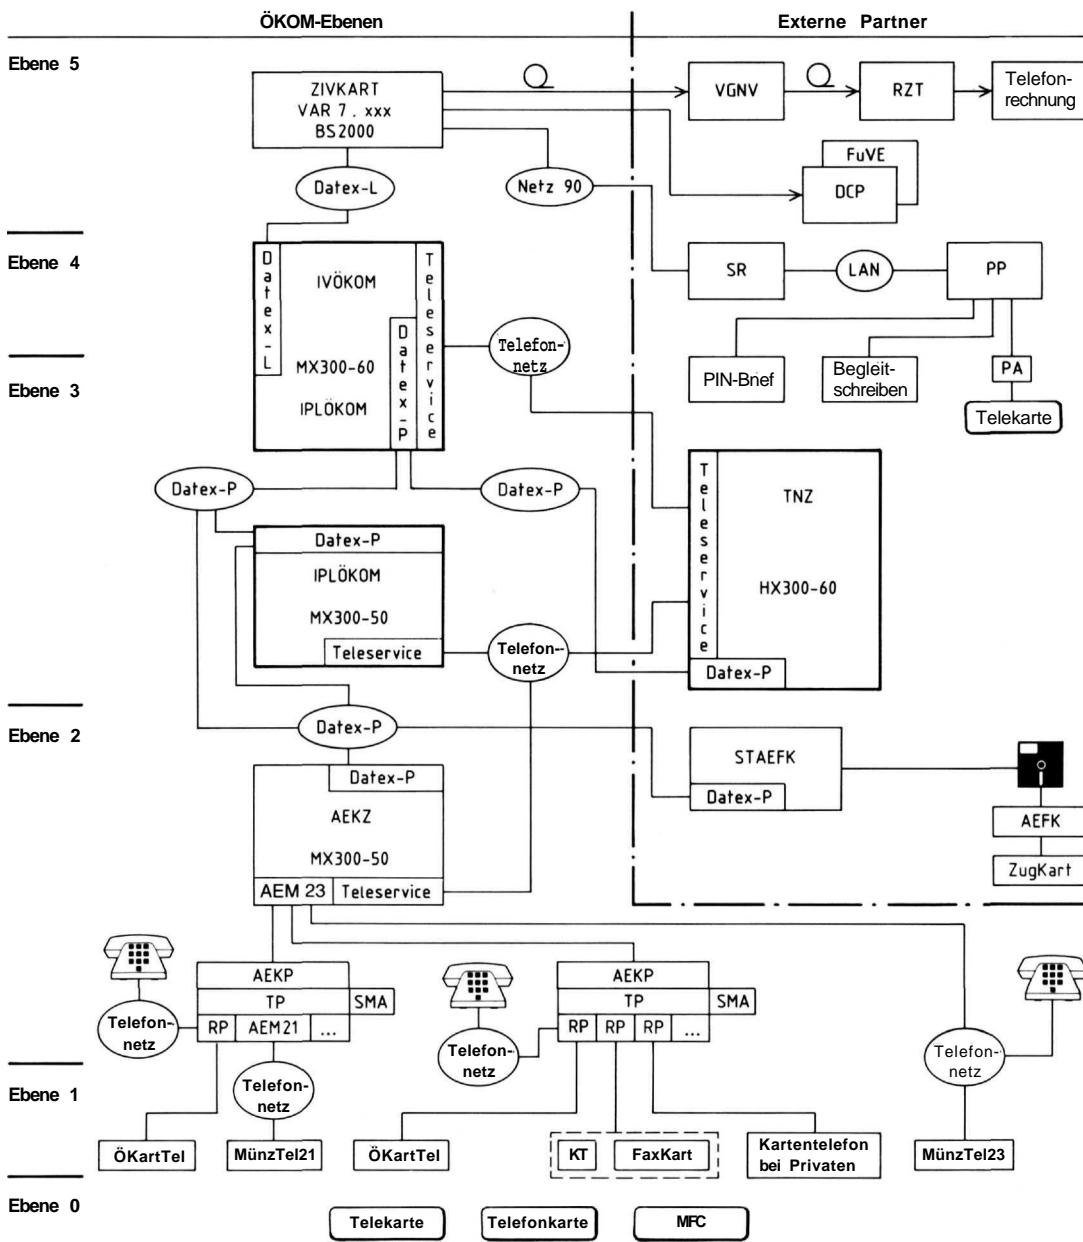 ÖKOM-Ebenen
Externe Partner
Ebene 5
ZIVKART
VAR 7. xxx
BS2000
VGNV
RZT
Telefon-
rechnung
FuVE
DCP
Datex-L
Netz 90
Ebene 4
Datex-L
IVÖKOM
Teleservice
Datex-P
MX300-60
IPLÖKOM
SR
LAN
PP
Telefon-
netz
Ebene 3
PIN-Bnief
Begleit-
schreiben
PA
Telekarte
Datex-P
Datex-P
Teleservice
TNZ
HX300-60
Datex-P
Datex-P
IPLÖKOM
MX300-50
Teleservice
Telefon--
netz
Ebene 2
Datex-P
STAEFK
Datex-P
Datex-P
AEKZ
MX300-50
AEM 23
Teleservice
AEFK
ZugKart
AEKP
TP
SMA
RP
AEM21
...
Telefon-
netz
AEKP
TP
SMA
RP
RP
RP
...
Telefon-
netz
Telefon-
netz
Ebene 1
Telefon-
netz
ÖKartTel
MünzTel21
ÖKartTel
KT
FaxKart
Kartentelefon
bei Privaten
MünzTel23
Ebene 0
Telekarte
Telefonkarte
MFC